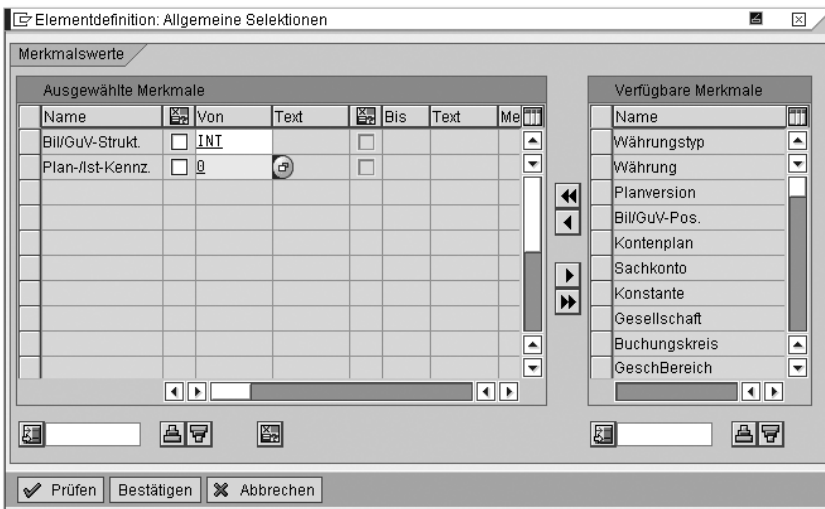 Elementdefinition: Allgemeine Selektionen
Merkmalswerte
Ausgewählte Merkmale
Name Von Text Bis Text Me
Bil/GuV-Strukt. INT
Plan-/Ist-Kennz. 0
Verfügbare Merkmale
Name
Währungstyp
Währung
Planversion
Bil/GuV-Pos.
Kontenplan
Sachkonto
Konstante
Gesellschaft
Buchungskreis
GeschBereich
Prüfen Bestätigen Abbrechen